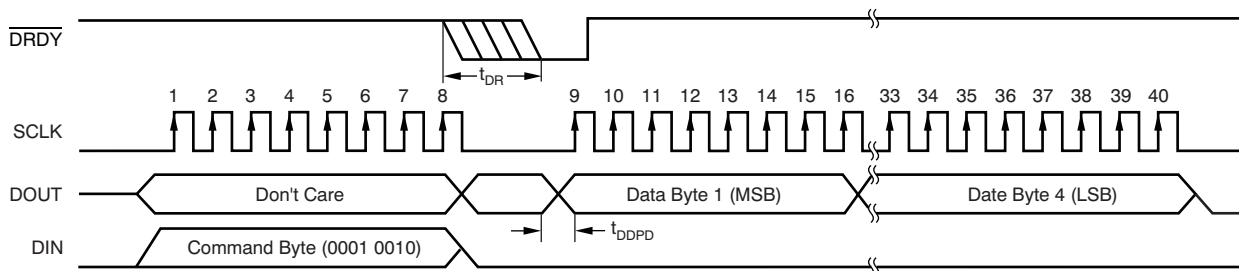 DRDY
tDR
1 2 3 4 5 6 7 8 9 10 11 12 13 14 15 16 33 34 35 36 37 38 39 40
SCLK
DOUT Don't Care Data Byte 1 (MSB) Date Byte 4 (LSB)
tDDPD
DIN Command Byte (0001 0010)